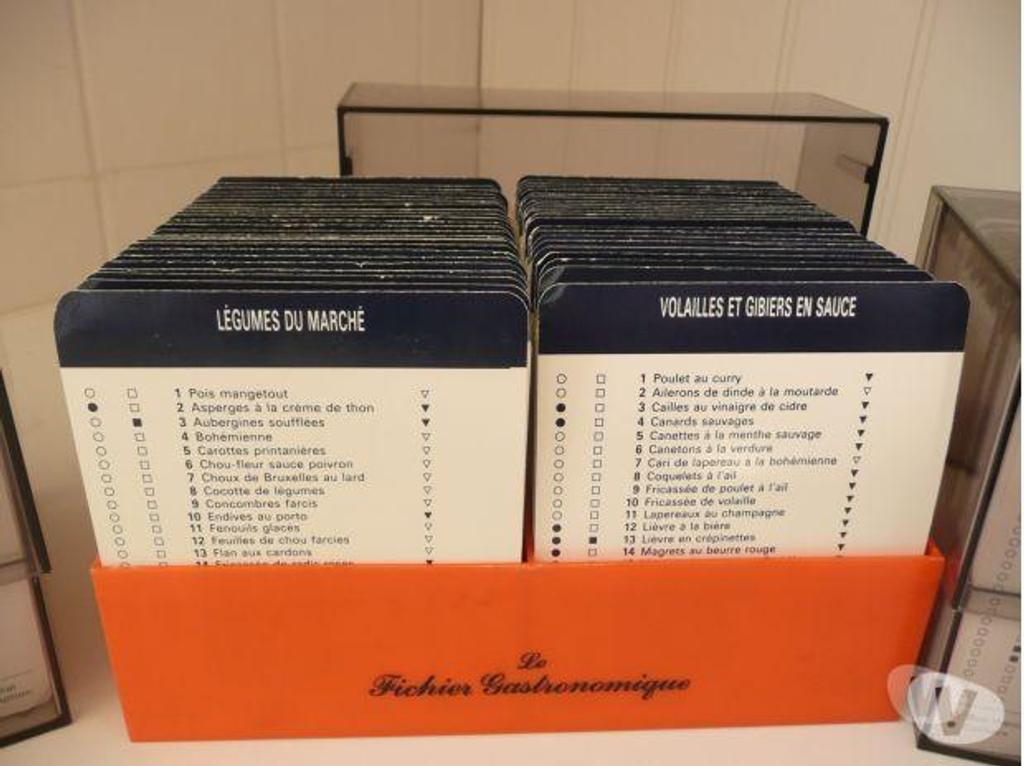 LÈGUMES DU MARCHÉ
1 Pois mangetout
2 Asperges à la crème de thon
3 Aubergines soufflées
4 Bohémienne
5 Carottes printanières
6 Chou-fleur sauce poivron
7 Choux de Bruxelles au lard
8 Cocotte de légumes
9 Concombres farcis
10 Endives au porto
11 Fenouils glacés
12 Feuilles de chou farcies
13 Flan aux cardons
14 Fricassée de radis roses
VOLAILLES ET GIBIERS EN SAUCE
1 Poulet au curry
2 Ailerons de dinde à la moutarde
3 Cailles au vinaigre de cidre
4 Canards sauvages
5 Canettes à la menthe sauvage
6 Canetons à la verdure
7 Cari de lapereau à la bohémienne
8 Coquelets à l'ail
9 Fricassée de poulet à l'ail
10 Fricassée de volaille
11 Lapereaux au champagne
12 Lièvre à la bière
13 Lièvre en crépinettes
14 Magrets au beurre rouge
Le
Fichier Gastronomique
W!